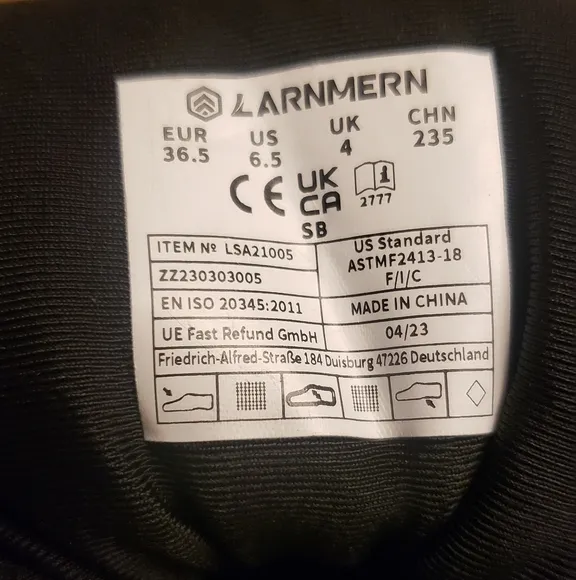 LARNMERN
EUR US UK CHN
36.5 6.5 4 235
CE UK CA
2777
SB
ITEM Nº LSA21005
US Standard
ASTMF2413-18
F/I/C
ZZ230303005
EN ISO 20345:2011
MADE IN CHINA
UE Fast Refund GmbH
04/23
Friedrich-Alfred-Straße 184 Duisburg 47226 Deutschland